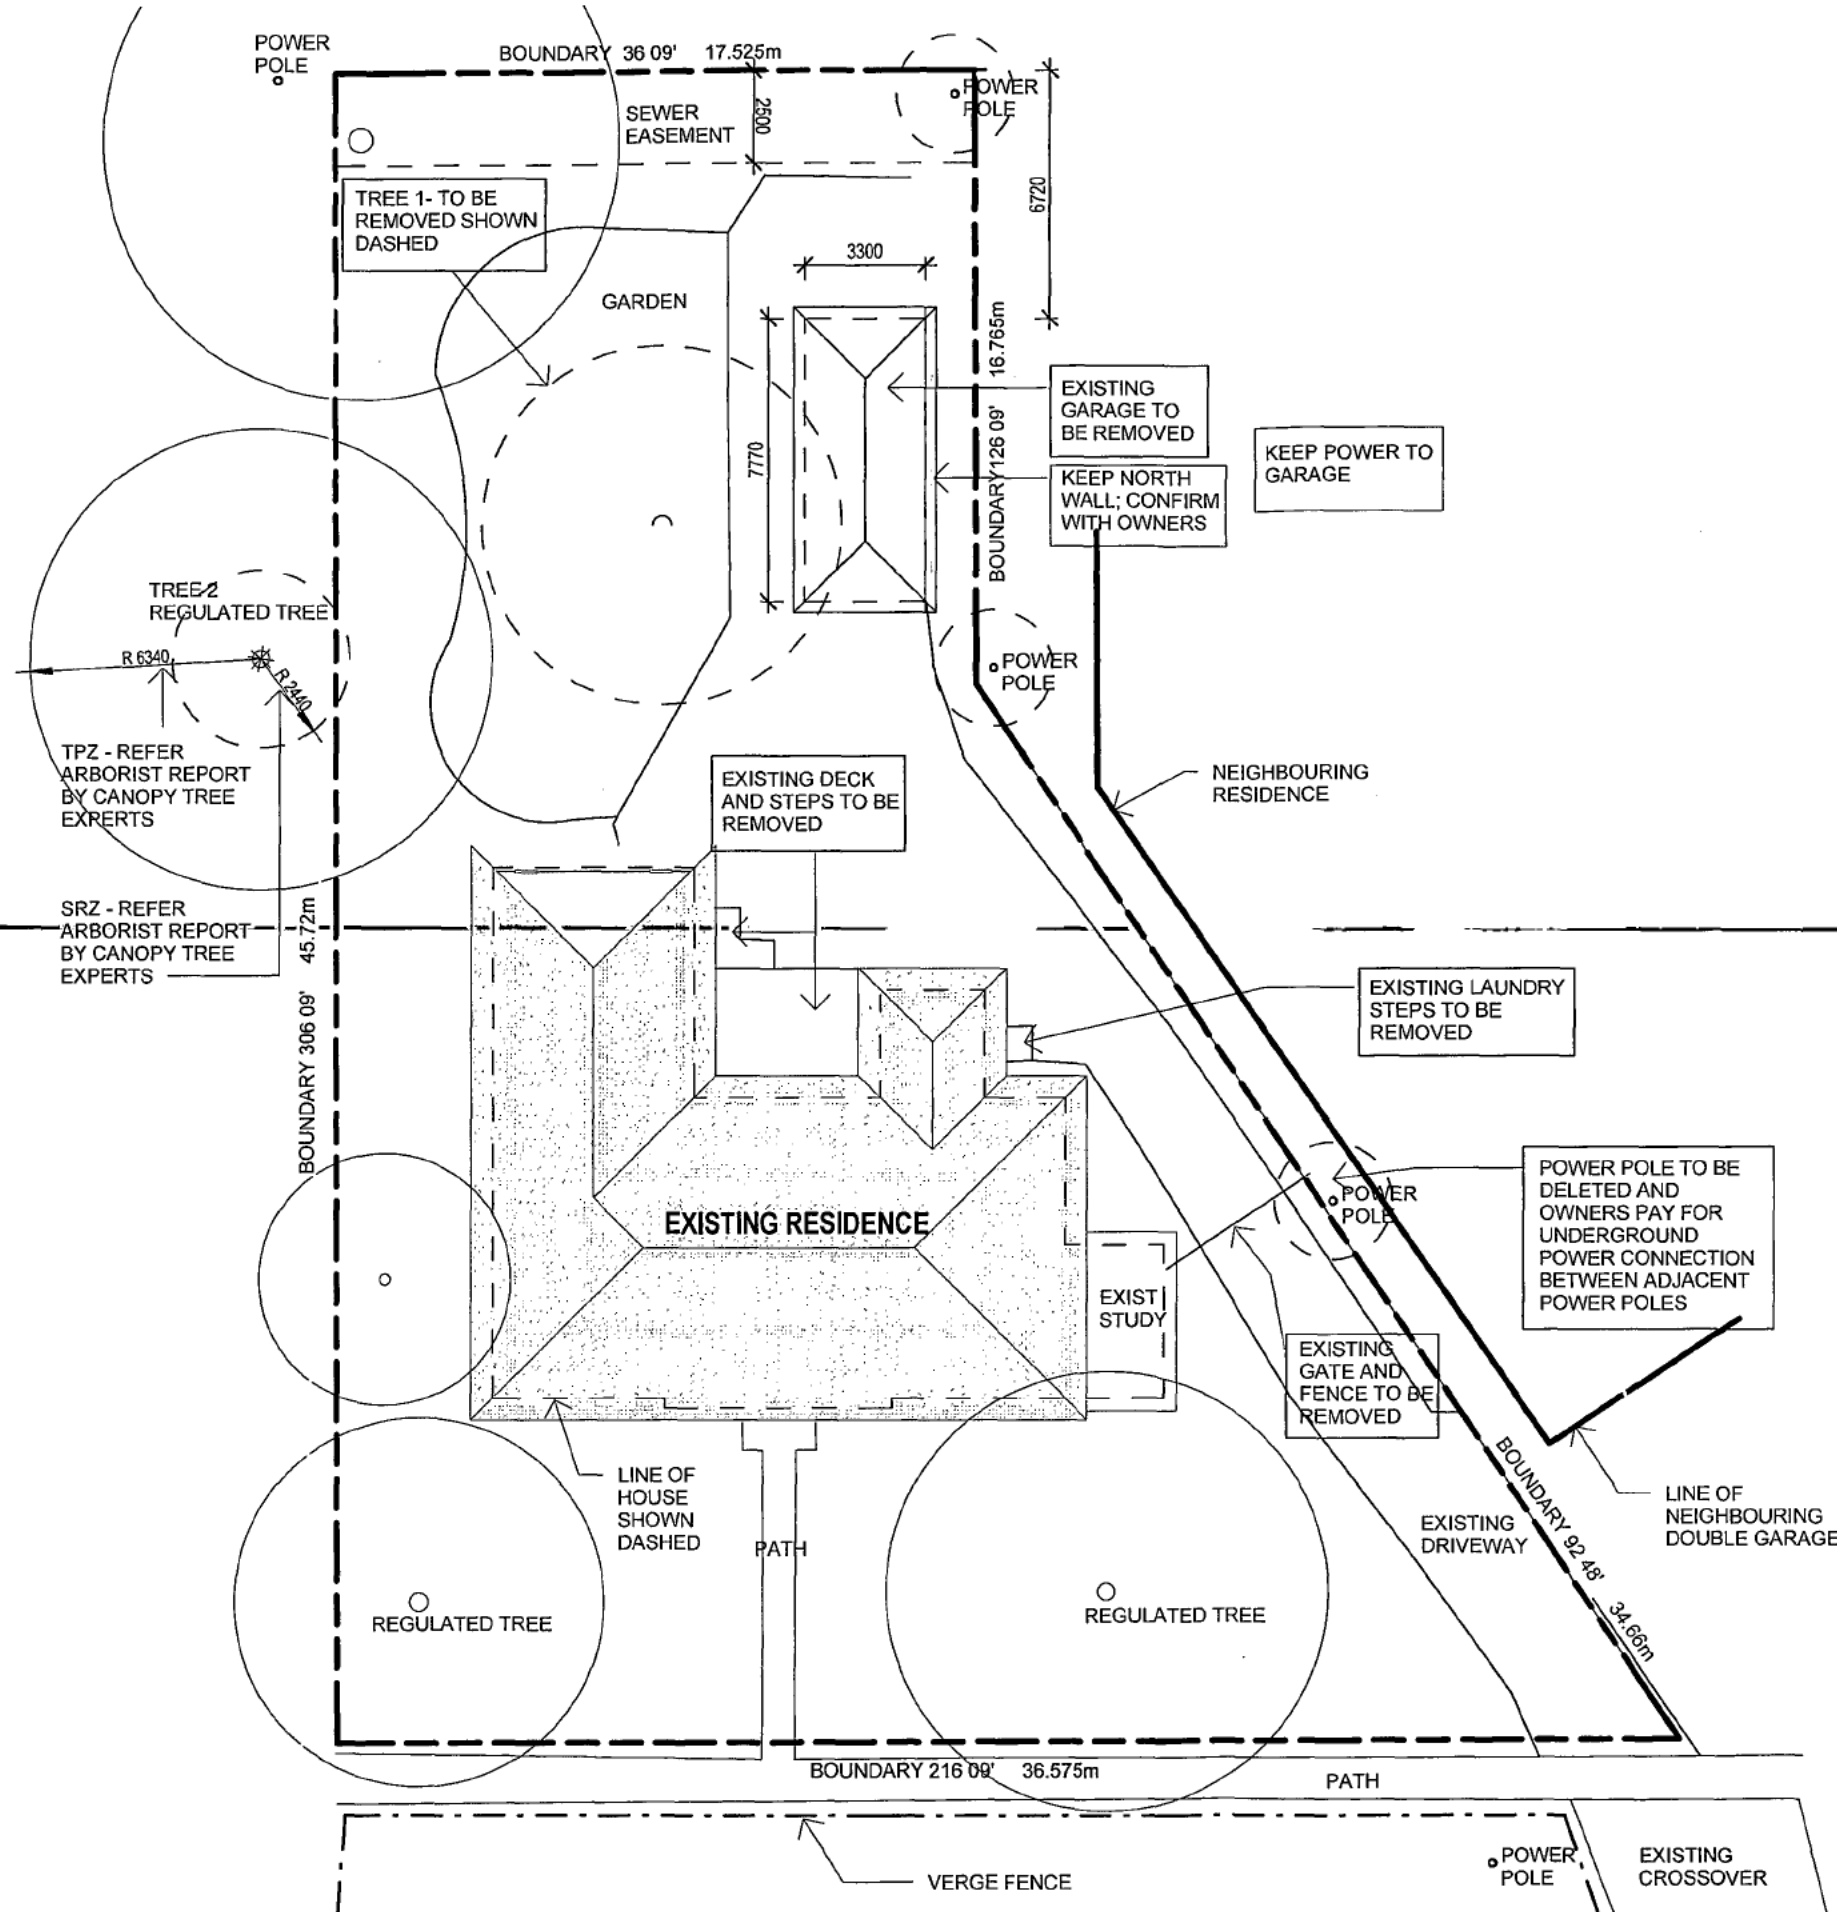 POWER
POLE
BOUNDARY 36 09' 17.525m
POWER
POLE
SEWER
EASEMENT
2500
6720
TREE 1- TO BE
REMOVED SHOWN
DASHED
3300
GARDEN
16.765m
BOUNDARY126 09'
7770
EXISTING
GARAGE TO
BE REMOVED
KEEP POWER TO
GARAGE
KEEP NORTH
WALL; CONFIRM
WITH OWNERS
TREE 2
REGULATED TREE
R 6340
R 2440
POWER
POLE
TPZ - REFER
ARBORIST REPORT
BY CANOPY TREE
EXPERTS
EXISTING DECK
AND STEPS TO BE
REMOVED
NEIGHBOURING
RESIDENCE
SRZ - REFER
ARBORIST REPORT
BY CANOPY TREE
EXPERTS
BOUNDARY 306 09' 45.72m
EXISTING LAUNDRY
STEPS TO BE
REMOVED
POWER
POLE
POWER POLE TO BE
DELETED AND
OWNERS PAY FOR
UNDERGROUND
POWER CONNECTION
BETWEEN ADJACENT
POWER POLES
EXISTING RESIDENCE
EXIST
STUDY
EXISTING
GATE AND
FENCE TO BE
REMOVED
LINE OF
HOUSE
SHOWN
DASHED
PATH
EXISTING
DRIVEWAY
BOUNDARY 92 48' 34.66m
LINE OF
NEIGHBOURING
DOUBLE GARAGE
REGULATED TREE
REGULATED TREE
BOUNDARY 216 09' 36.575m
PATH
VERGE FENCE
POWER
POLE
EXISTING
CROSSOVER